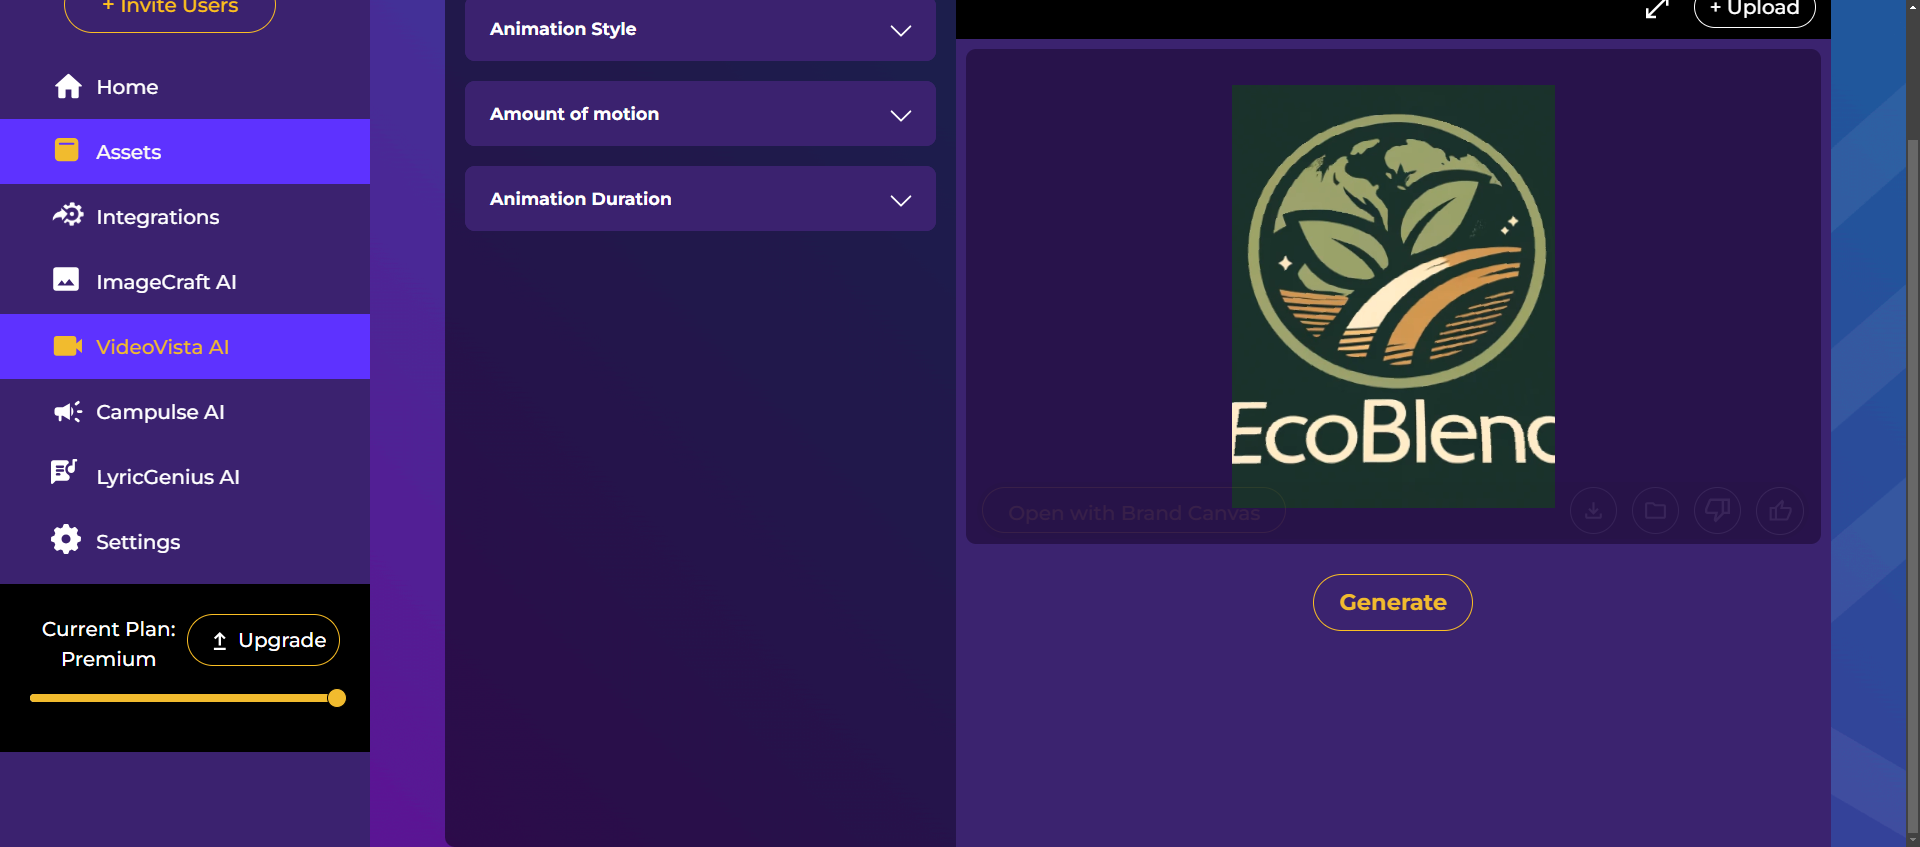 + Invite Users
Home
Assets
Integrations
ImageCraft AI
VideoVista AI
Campulse AI
LyricGenius AI
Settings
Current Plan:
Premium
Upgrade
Animation Style
Amount of motion
Animation Duration
+ Upload
EcoBlend
Open with Brand Canvas
Generate